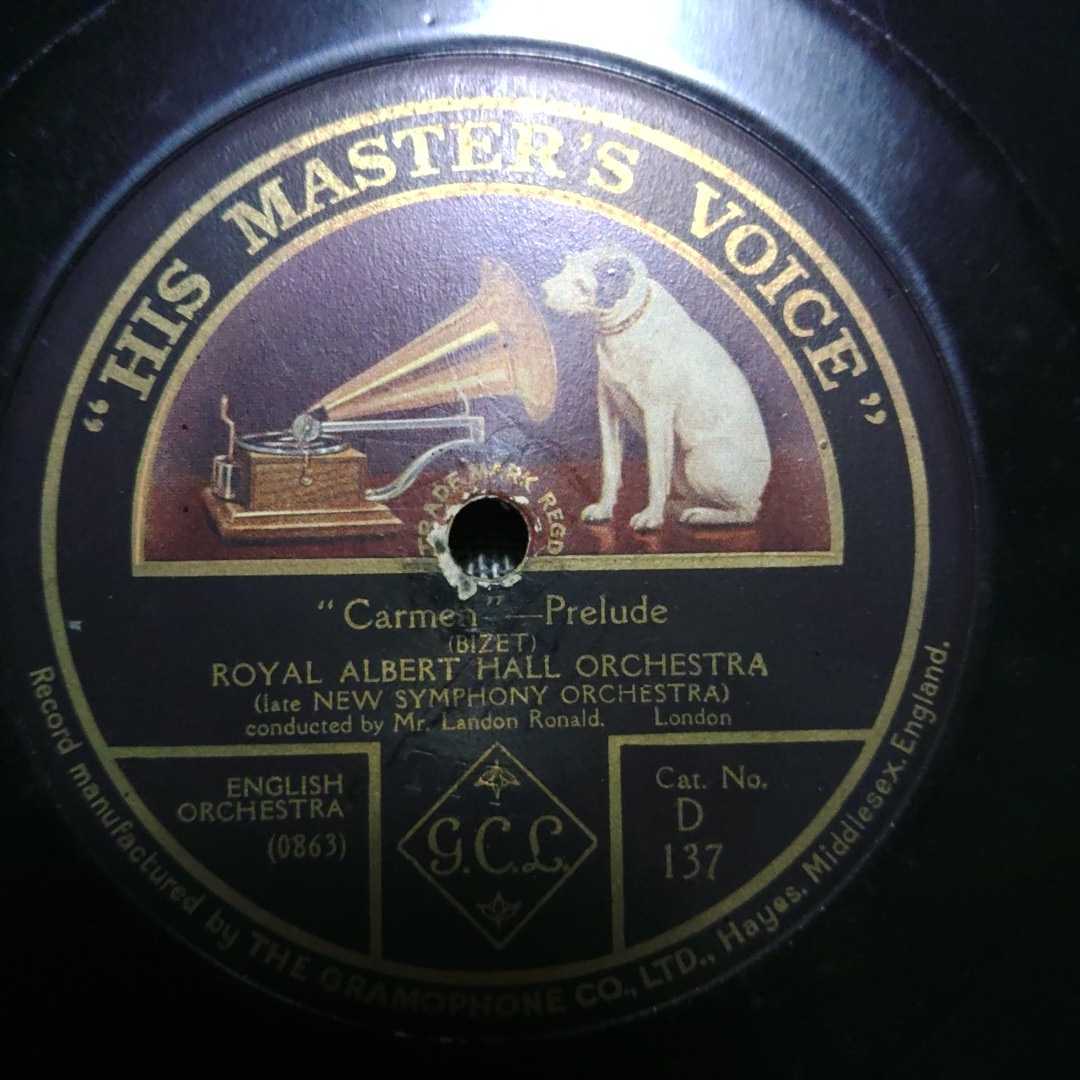 "HIS MASTER'S VOICE"
TRADE MARK REGD
"Carmen"—Prelude
(BIZET)
ROYAL ALBERT HALL ORCHESTRA
(late NEW SYMPHONY ORCHESTRA)
conducted by Mr. Landon Ronald. London
ENGLISH
ORCHESTRA
(0863)
G.C.L.
Cat. No.
D
137
Record manufactured by THE GRAMOPHONE CO., LTD., Hayes, Middlesex, England.